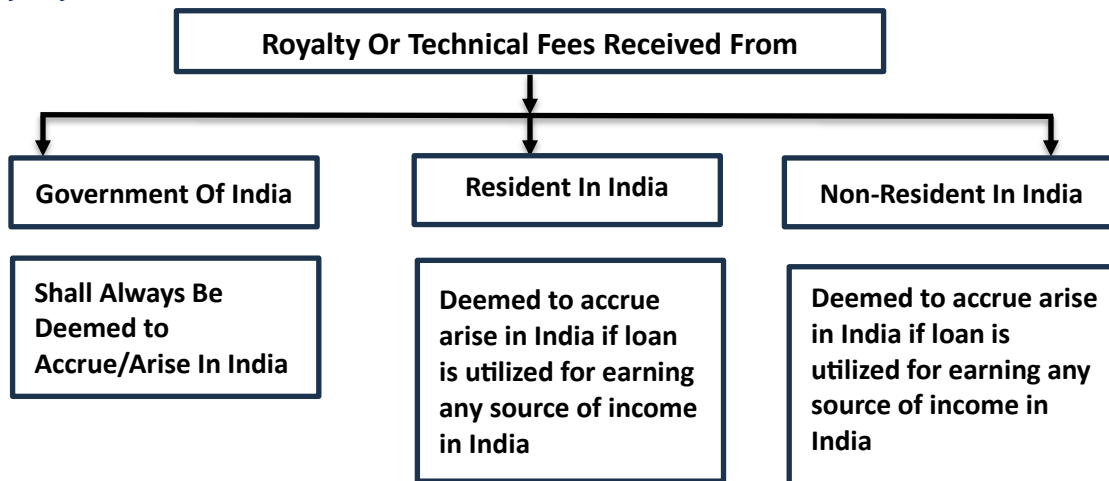 Royalty Or Technical Fees Received From
Government Of India
Resident In India
Non-Resident In India
Shall Always Be
Deemed to
Accrue/Arise In India
Deemed to accrue
arise in India if loan
is utilized for earning
any source of income
in India
Deemed to accrue arise
in India if loan is
utilized for earning any
source of income in
India